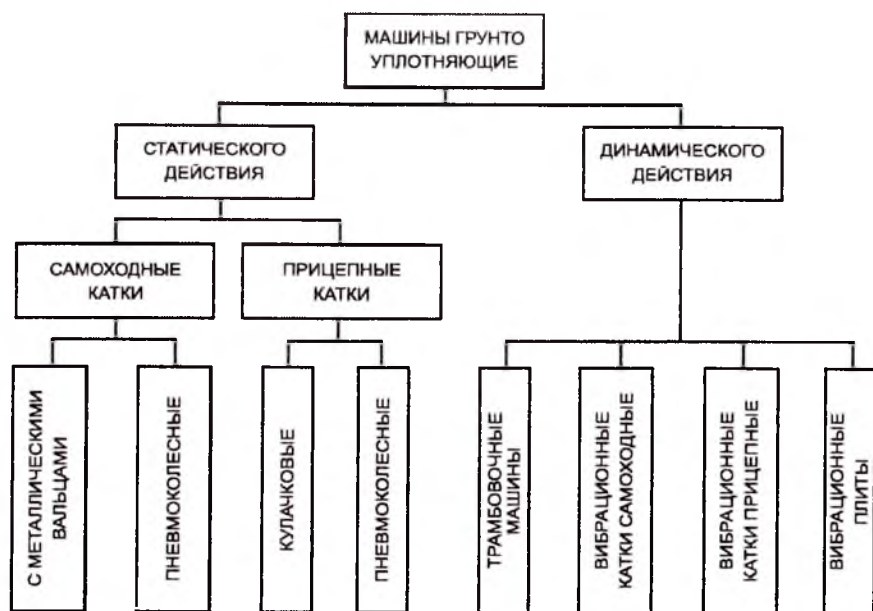 МАШИНЫ ГРУНТО
УПЛОТНЯЮЩИЕ
СТАТИЧЕСКОГО
ДЕЙСТВИЯ
ДИНАМИЧЕСКОГО
ДЕЙСТВИЯ
САМОХОДНЫЕ
КАТКИ
ПРИЦЕПНЫЕ
КАТКИ
С МЕТАЛЛИЧЕСКИМИ
ВАЛЬЦАМИ
ПНЕВМОКОЛЕСНЫЕ
КУЛАЧКОВЫЕ
ПНЕВМОКОЛЕСНЫЕ
ТРАМБОВОЧНЫЕ
МАШИНЫ
ВИБРАЦИОННЫЕ
КАТКИ САМОХОДНЫЕ
ВИБРАЦИОННЫЕ
КАТКИ ПРИЦЕПНЫЕ
ВИБРАЦИОННЫЕ
ПЛИТЫ